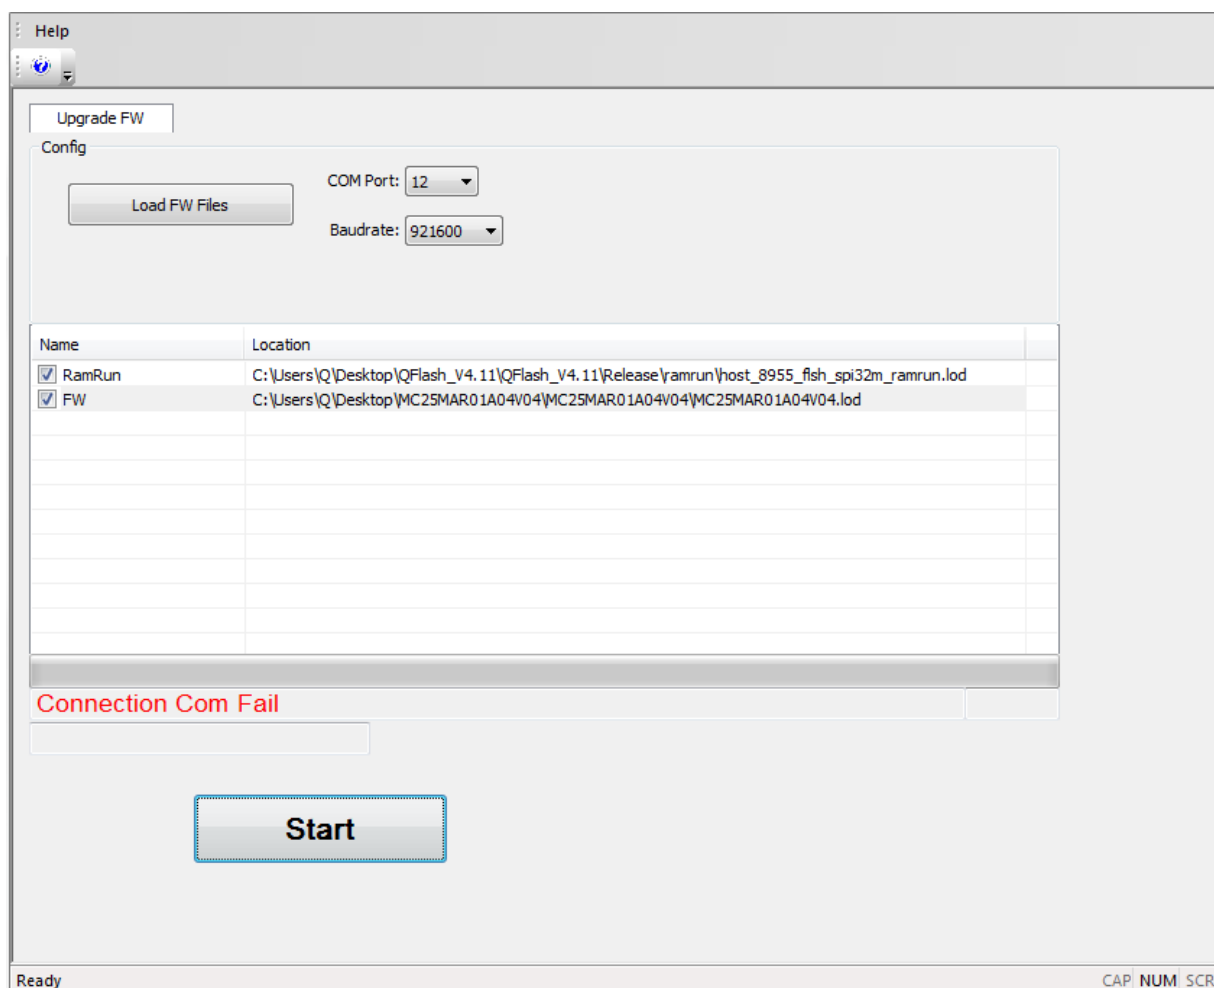 Help
Upgrade FW
Config
Load FW Files
COM Port: 12
Baudrate: 921600
Name Location
RamRun C:\Users\Q\Desktop\QFlash_V4.11\QFlash_V4.11\Release\ramrun\host_8955_flsh_spi32m_ramrun.lod
FW C:\Users\Q\Desktop\MC25MAR01A04V04\MC25MAR01A04V04\MC25MAR01A04V04.lod
Connection Com Fail
Start
Ready CAP NUM SCR